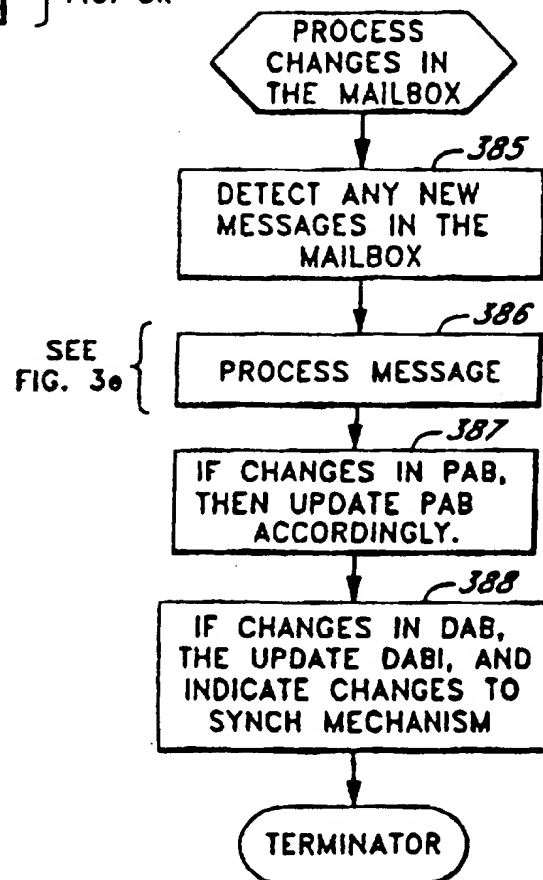 PROCESS
CHANGES IN
THE MAILBOX
385
DETECT ANY NEW
MESSAGES IN THE
MAILBOX
386
SEE
FIG. 3e
PROCESS MESSAGE
387
IF CHANGES IN PAB,
THEN UPDATE PAB
ACCORDINGLY.
388
IF CHANGES IN DAB,
THE UPDATE DABI, AND
INDICATE CHANGES TO
SYNCH MECHANISM
TERMINATOR